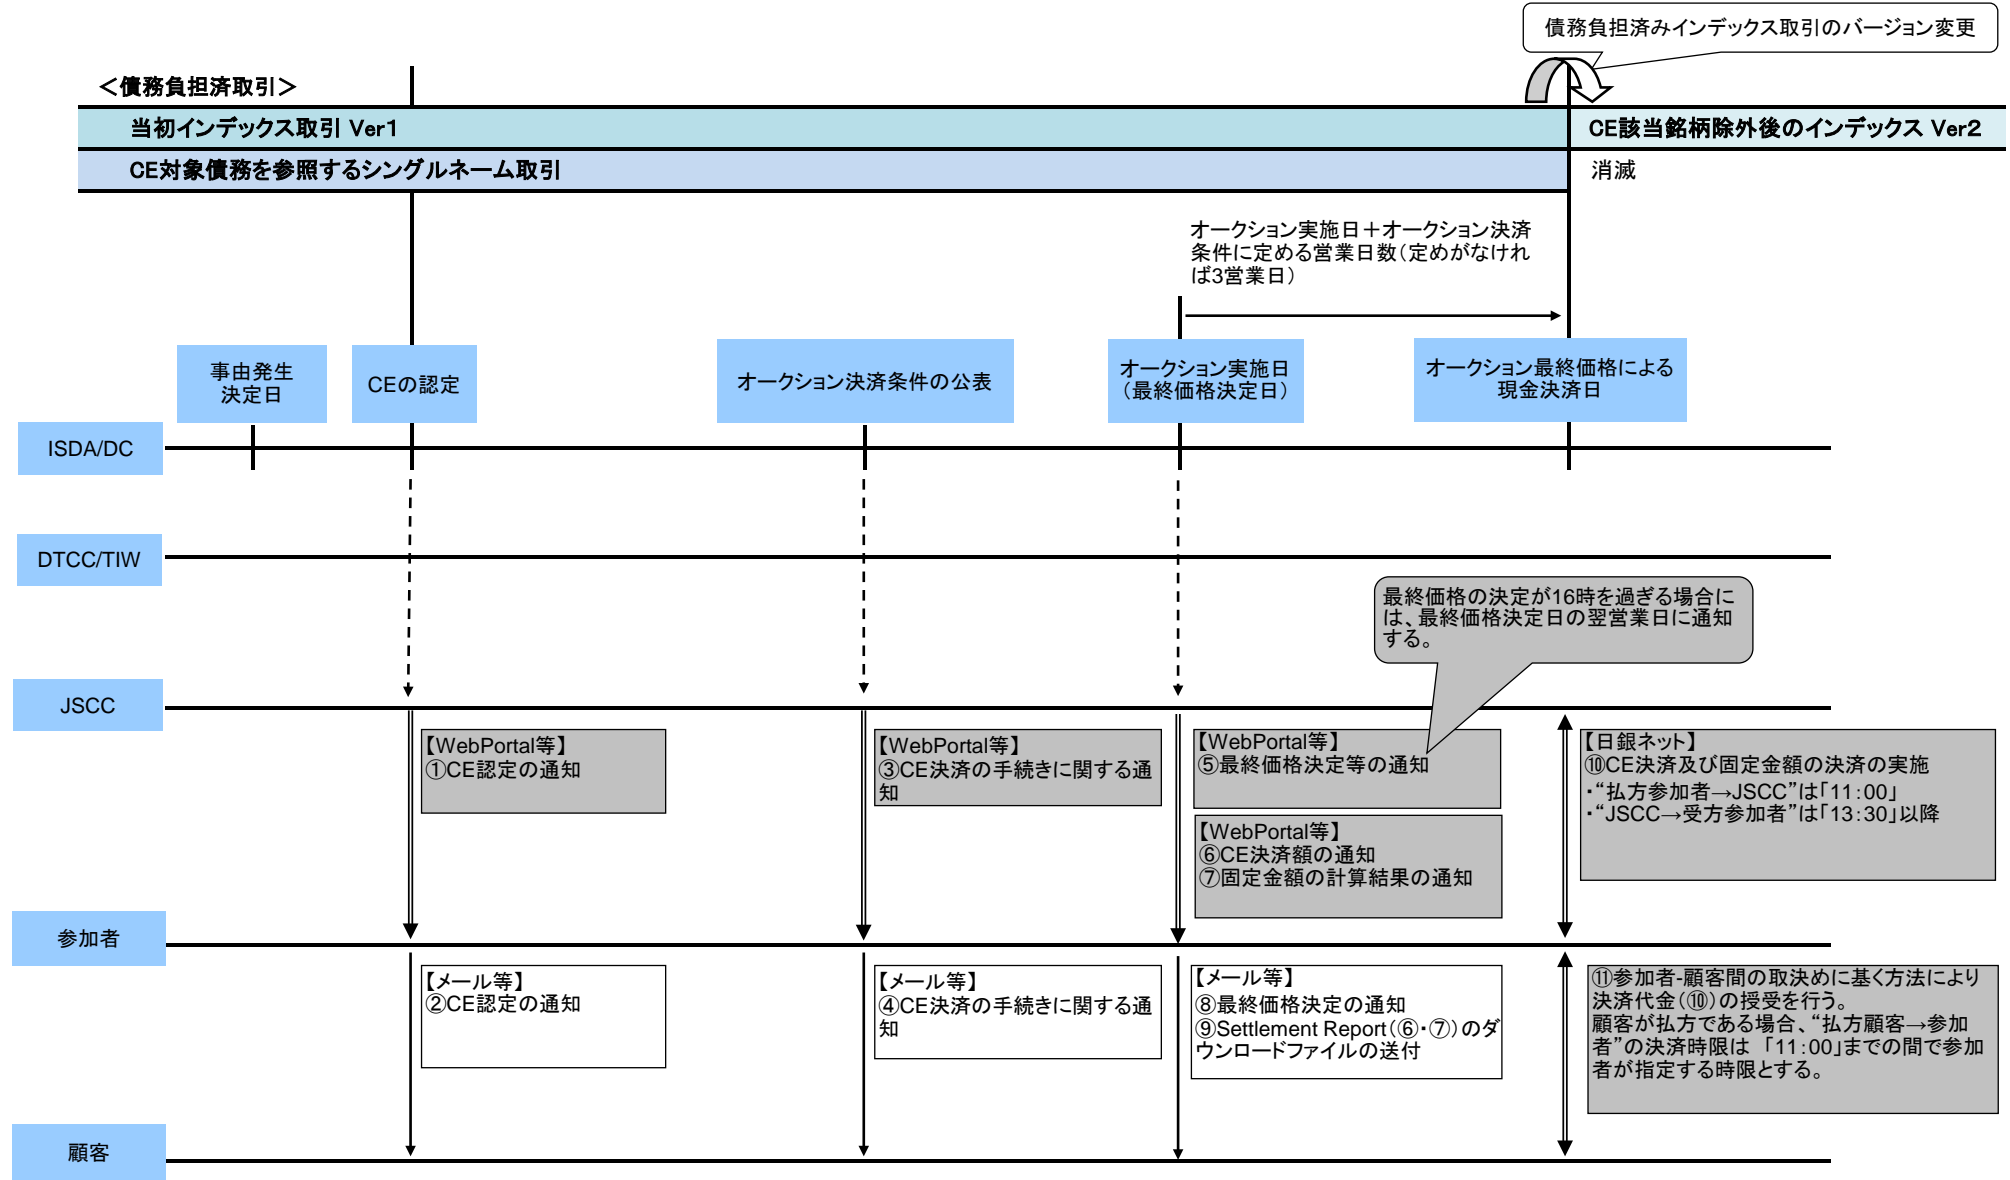 債務負担済みインデックス取引のバージョン変更
＜債務負担済取引＞
当初インデックス取引 Ver1
CE該当銘柄除外後のインデックス Ver2
CE対象債務を参照するシングルネーム取引
消滅
オークション実施日＋オークション決済
条件に定める営業日数（定めがなけれ
ば3営業日）
事由発生
決定日
CEの認定
オークション決済条件の公表
オークション実施日
（最終価格決定日）
オークション最終価格による
現金決済日
ISDA/DC
DTCC/TIW
最終価格の決定が16時を過ぎる場合に
は、最終価格決定日の翌営業日に通知
する。
JSCC
【WebPortal等】
①CE認定の通知
【WebPortal等】
③CE決済の手続きに関する通
知
【WebPortal等】
⑤最終価格決定等の通知
【WebPortal等】
⑥CE決済額の通知
⑦固定金額の計算結果の通知
【日銀ネット】
⑩CE決済及び固定金額の決済の実施
・“払方参加者→JSCC”は「11：00」
・“JSCC→受方参加者”は「13：30」以降
参加者
【メール等】
②CE認定の通知
【メール等】
④CE決済の手続きに関する通
知
【メール等】
⑧最終価格決定の通知
⑨Settlement Report（⑥・⑦）のダ
ウンロードファイルの送付
⑪参加者-顧客間の取決めに基く方法により
決済代金（⑩）の授受を行う。
顧客が払方である場合、“払方顧客→参加
者”の決済時限は 「11：00」までの間で参加
者が指定する時限とする。
顧客